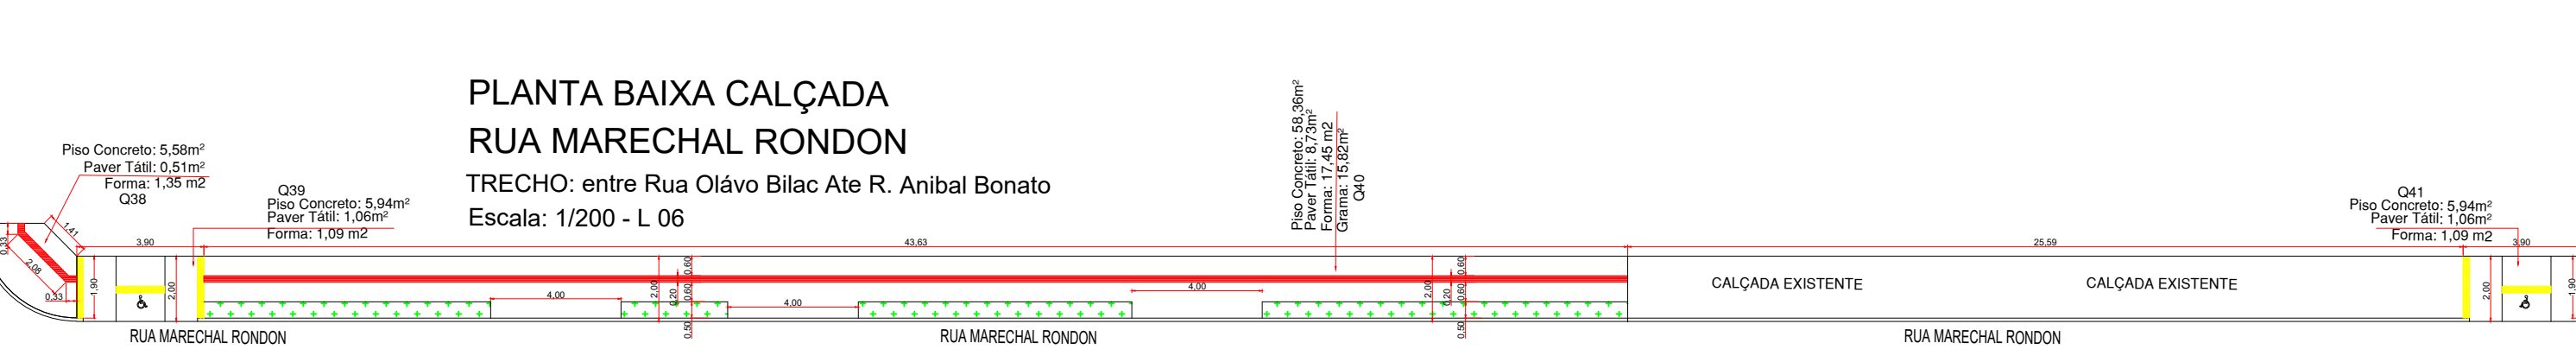 PLANTA BAIXA CALÇADA
RUA MARECHAL RONDON
TRECHO: entre Rua Olávo Bilac Ate R. Anibal Bonato
Escala: 1/200 - L 06
Piso Concreto: 5,58m²
Paver Tátil: 0,51m²
Forma: 1,35 m2
Q38
Q39
Piso Concreto: 5,94m²
Paver Tátil: 1,06m²
Forma: 1,09 m2
Piso Concreto: 58,36m²
Paver Tátil: 8,73m²
Forma: 17,45 m2
Grama: 15,82m²
Q40
Q41
Piso Concreto: 5,94m²
Paver Tátil: 1,06m²
Forma: 1,09 m2
0,33
1,41
2,08
0,33
3,90
43,63
25,59
3,90
1,90
2,00
4,00
2,00
0,20
0,60
0,60
0,50
4,00
4,00
2,00
0,20
0,60
0,60
0,50
CALÇADA EXISTENTE
CALÇADA EXISTENTE
2,00
1,90
RUA MARECHAL RONDON
RUA MARECHAL RONDON
RUA MARECHAL RONDON